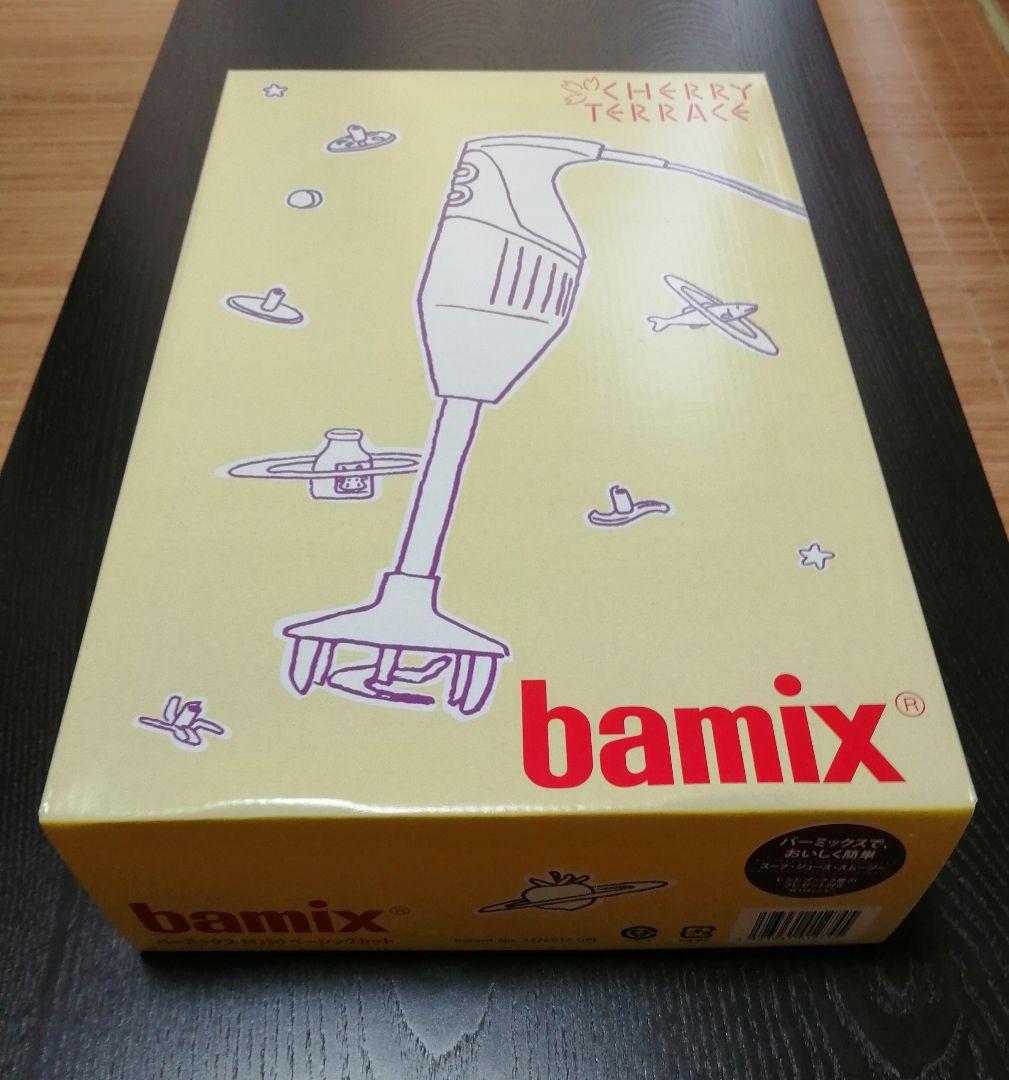 CHERRY
TERRACE
bamix®
バーミックスで、
おいしく簡単
スープ・ジュース・スムージー
bamix®
バーミックス M250 ベーシックセット